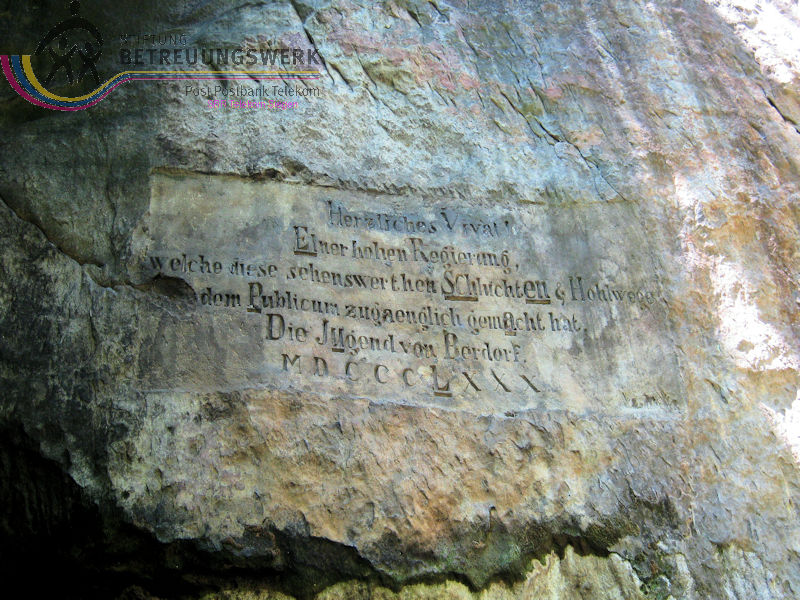 STIFTUNG
BETREUUNGSWERK
Post Postbank Telekom
Herzliches Vivat!
Einer hohen Regierung,
welche diese sehenswerthen Schluchten & Hohlwege
dem Publicum zugaenglich gemacht hat.
Die Jugend von Berdorf.
MDCCCLXXX